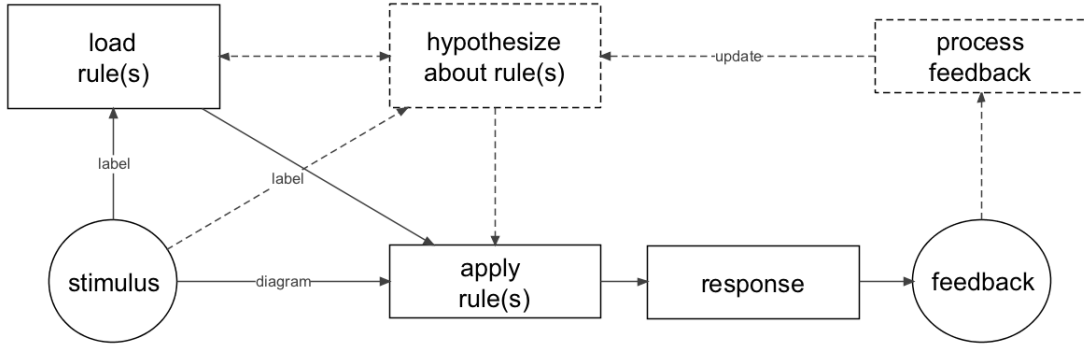 load
rule(s)
hypothesize
about rule(s)
update
process
feedback
label
label
stimulus
diagram
apply
rule(s)
response
feedback